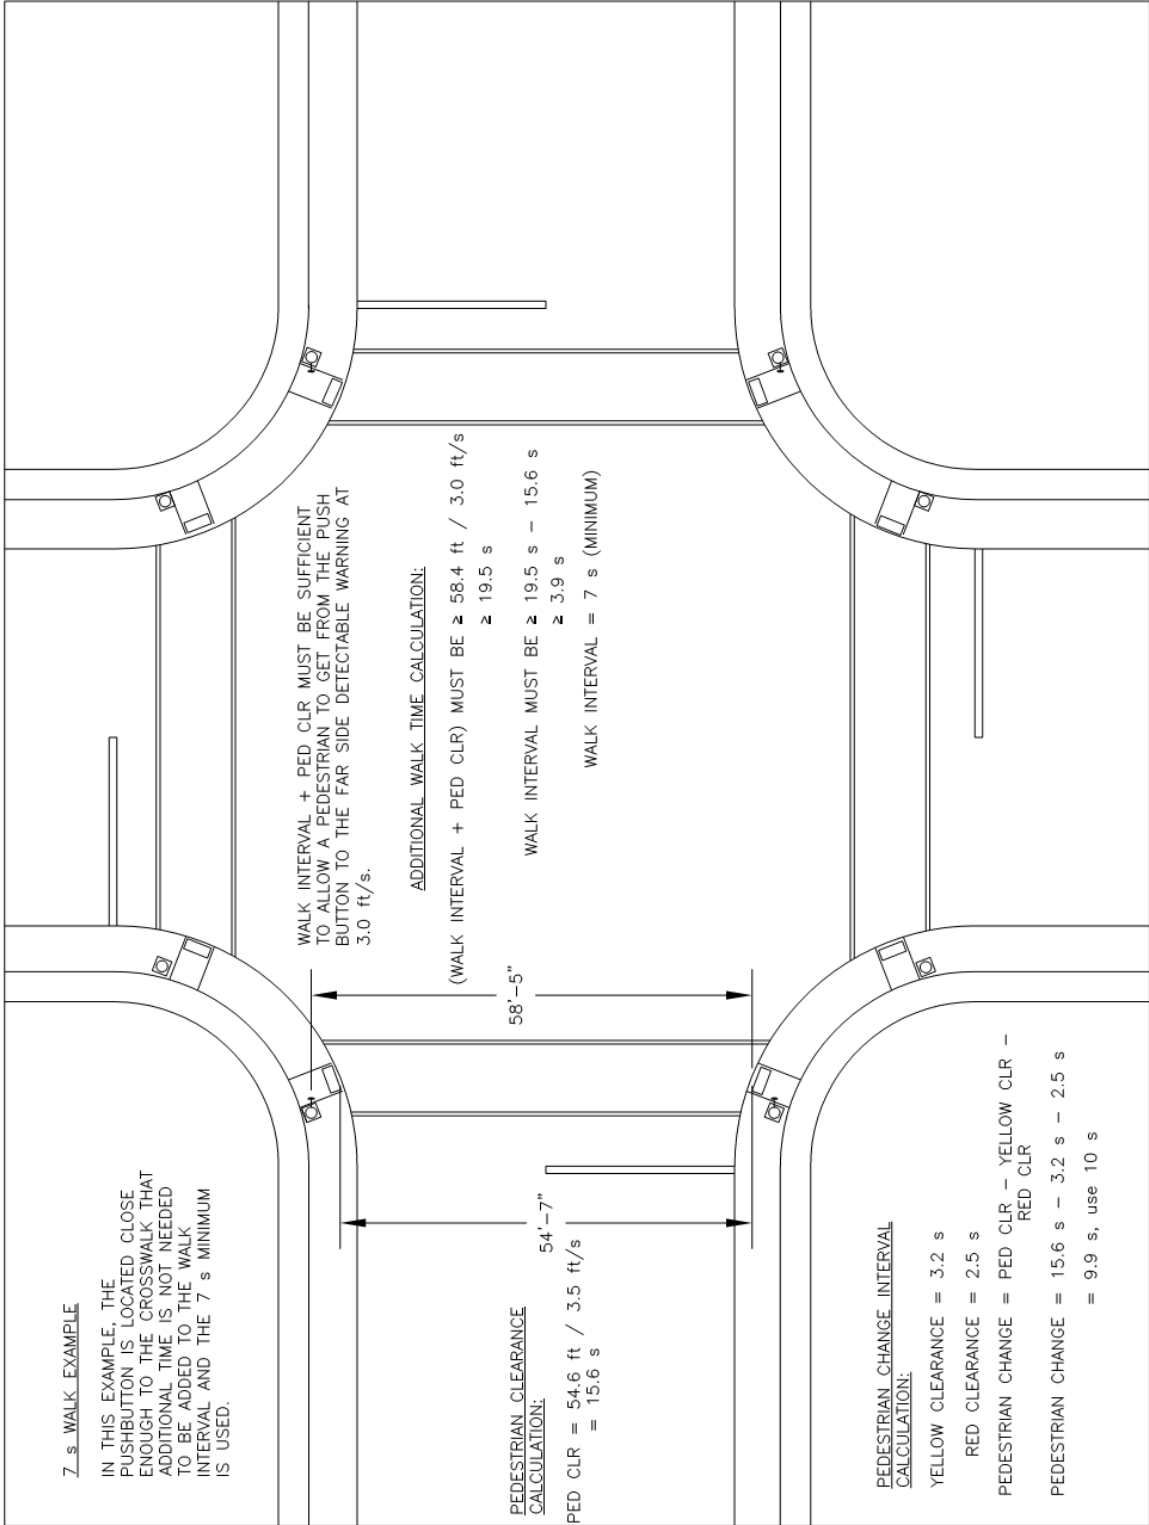 7 s WALK EXAMPLE
IN THIS EXAMPLE, THE
PUSHBUTTON IS LOCATED CLOSE
ENOUGH TO THE CROSSWALK THAT
ADDITIONAL TIME IS NOT NEEDED
TO BE ADDED TO THE WALK
INTERVAL AND THE 7 s MINIMUM
IS USED.
WALK INTERVAL + PED CLR MUST BE SUFFICIENT
TO ALLOW A PEDESTRIAN TO GET FROM THE PUSH
BUTTON TO THE FAR SIDE DETECTABLE WARNING AT
3.0 ft/s.
ADDITIONAL WALK TIME CALCULATION:
(WALK INTERVAL + PED CLR) MUST BE ≥ 58.4 ft / 3.0 ft/s
≥ 19.5 s
WALK INTERVAL MUST BE ≥ 19.5 s – 15.6 s
≥ 3.9 s
WALK INTERVAL = 7 s (MINIMUM)
58'–5"
54'–7"
PEDESTRIAN CLEARANCE
CALCULATION:
PED CLR = 54.6 ft / 3.5 ft/s
= 15.6 s
PEDESTRIAN CHANGE INTERVAL
CALCULATION:
YELLOW CLEARANCE = 3.2 s
RED CLEARANCE = 2.5 s
PEDESTRIAN CHANGE = PED CLR – YELLOW CLR –
RED CLR
PEDESTRIAN CHANGE = 15.6 s – 3.2 s – 2.5 s
= 9.9 s, use 10 s